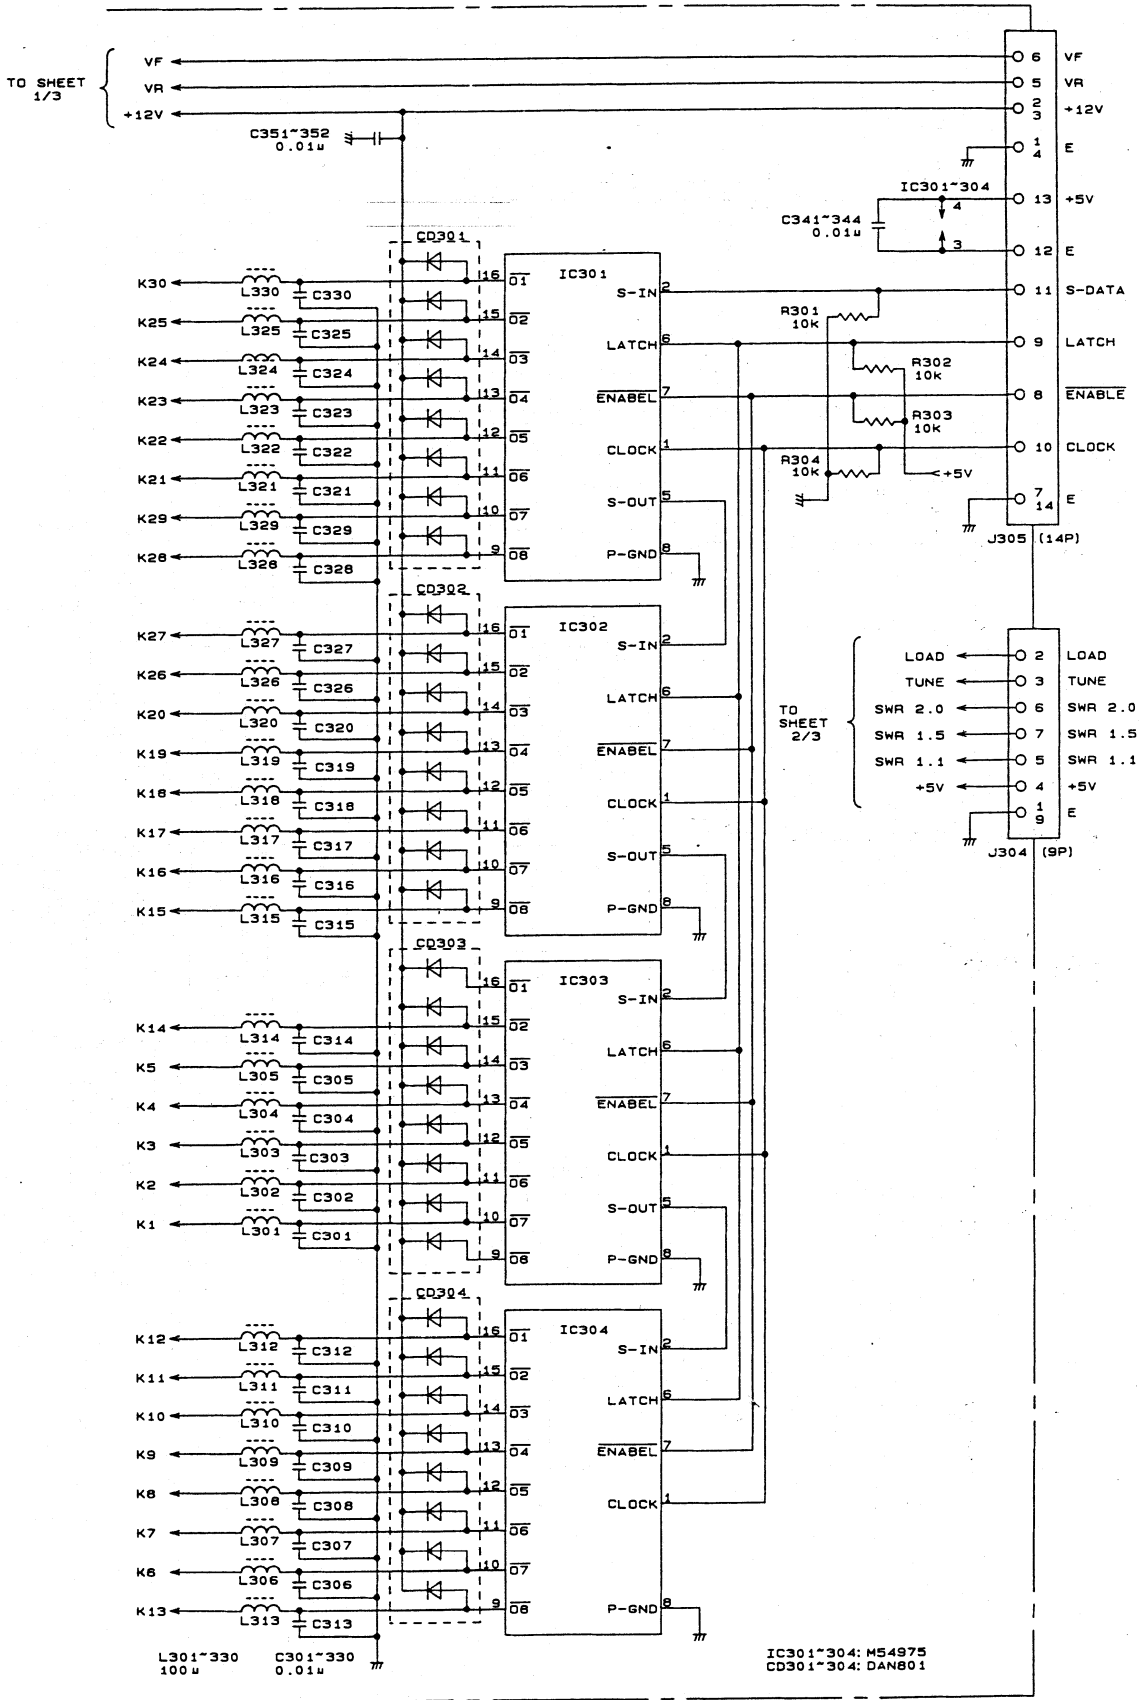 VF
6 VF
TO SHEET
1/3
VR
5 VR
+12V
2
3
+12V
C351~352
0.01μ
1
4
E
IC301~304
13 +5V
4
C341~344
0.01μ
3
12 E
CD301
IC301
K30
L330
C330
16 O1
S-IN 2
11 S-DATA
K25
L325
C325
15 O2
R301
10k
K24
L324
C324
14 O3
LATCH 6
9 LATCH
R302
10k
K23
L323
C323
13 O4
ENABEL 7
8 ENABLE
R303
10k
K22
L322
C322
12 O5
CLOCK 1
10 CLOCK
R304
10k
+5V
K21
L321
C321
11 O6
S-OUT 5
7
14
E
K29
L329
C329
10 O7
J305 (14P)
K28
L328
C328
9 O8
P-GND 8
CD302
IC302
K27
L327
C327
16 O1
S-IN 2
K26
L326
C326
15 O2
K20
L320
C320
14 O3
LATCH 6
K19
L319
C319
13 O4
ENABEL 7
K18
L318
C318
12 O5
CLOCK 1
K17
L317
C317
11 O6
S-OUT 5
K16
L316
C316
10 O7
K15
L315
C315
9 O8
P-GND 8
TO
SHEET
2/3
LOAD
2 LOAD
TUNE
3 TUNE
SWR 2.0
6 SWR 2.0
SWR 1.5
7 SWR 1.5
SWR 1.1
5 SWR 1.1
+5V
4 +5V
1
9
E
J304 (9P)
CD303
IC303
16 O1
S-IN 2
K14
L314
C314
15 O2
K5
L305
C305
14 O3
LATCH 6
K4
L304
C304
13 O4
ENABEL 7
K3
L303
C303
12 O5
CLOCK 1
K2
L302
C302
11 O6
S-OUT 5
K1
L301
C301
10 O7
9 O8
P-GND 8
CD304
IC304
K12
L312
C312
16 O1
S-IN 2
K11
L311
C311
15 O2
K10
L310
C310
14 O3
LATCH 6
K9
L309
C309
13 O4
ENABEL 7
K8
L308
C308
12 O5
CLOCK 1
K7
L307
C307
11 O6
K6
L306
C306
10 O7
K13
L313
C313
9 O8
P-GND 8
L301~330
100μ
C301~330
0.01μ
IC301~304: M54975
CD301~304: DAN801